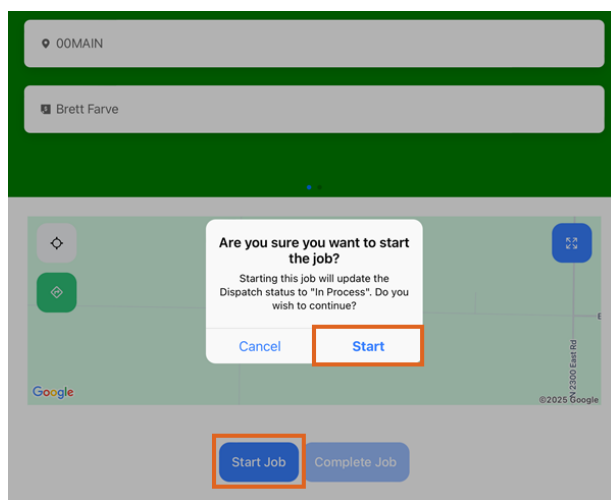 00MAIN
Brett Farve
Are you sure you want to start
the job?
Starting this job will update the
Dispatch status to "In Process". Do you
wish to continue?
Cancel
Start
N 2300 East Rd
Google
©2025 Google
Start Job
Complete Job